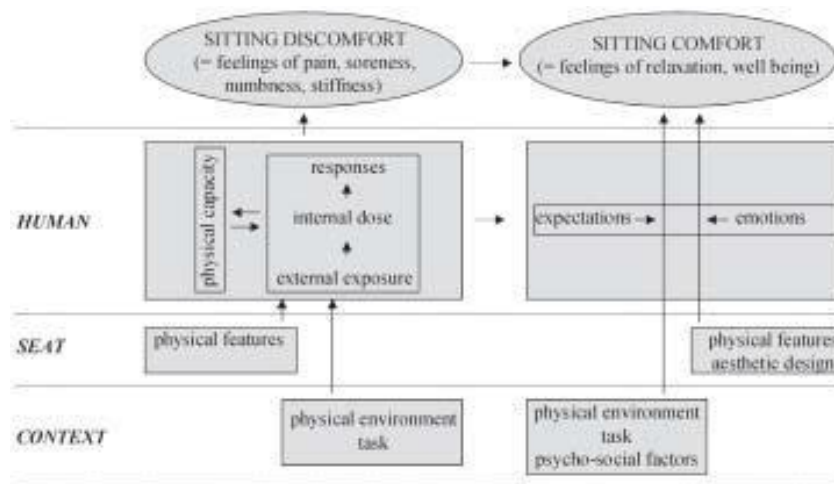 SITTING DISCOMFORT
(= feelings of pain, soreness,
numbness, stiffness)
SITTING COMFORT
(= feelings of relaxation, well being)
HUMAN
physical capacity
responses
internal dose
external exposure
expectations
emotions
SEAT
physical features
physical features
aesthetic design
CONTEXT
physical environment
task
physical environment
task
psycho-social factors